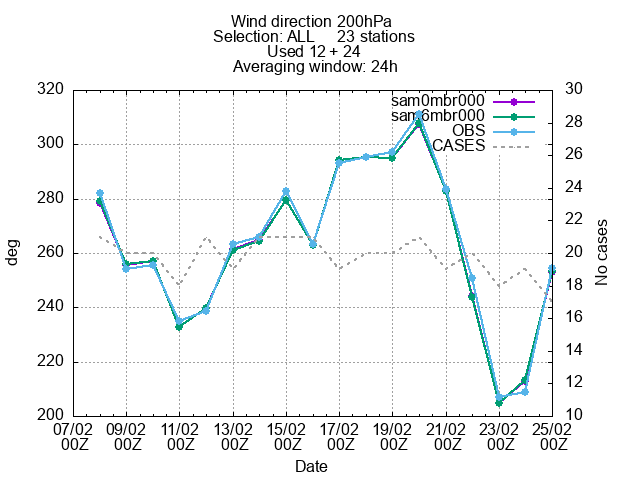 Wind direction 200hPa
Selection: ALL 23 stations
Used 12 + 24
Averaging window: 24h
320
300
280
260
240
220
200
deg
30
28
26
24
22
20
18
16
14
12
10
No cases
sam0mbr000
sam6mbr000
OBS
CASES
07/02 09/02 11/02 13/02 15/02 17/02 19/02 21/02 23/02 25/02
00Z 00Z 00Z 00Z 00Z 00Z 00Z 00Z 00Z 00Z
Date